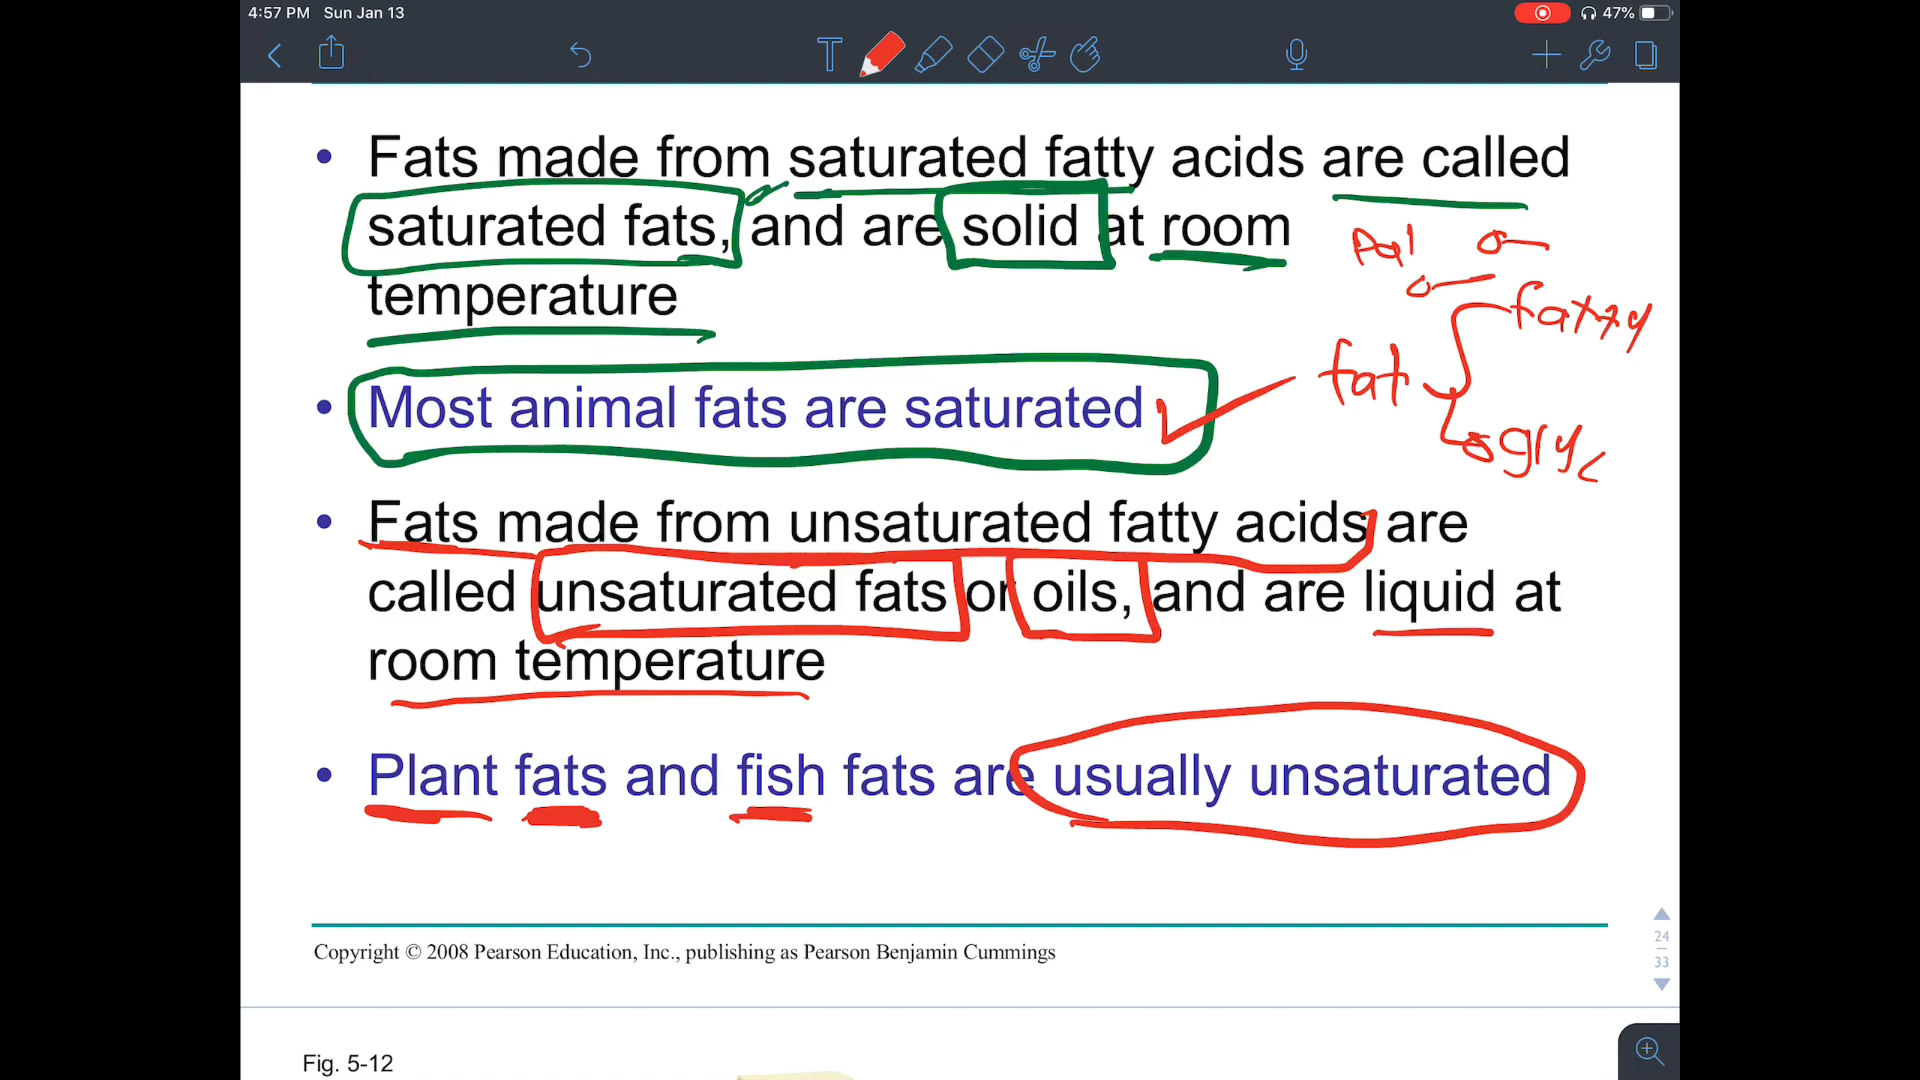 4:57 PM Sun Jan 13
47%
• Fats made from saturated fatty acids are called
saturated fats, and are solid at room
temperature
• Most animal fats are saturated
fat
fatty
glyc
• Fats made from unsaturated fatty acids are
called unsaturated fats or oils, and are liquid at
room temperature
• Plant fats and fish fats are usually unsaturated
Copyright © 2008 Pearson Education, Inc., publishing as Pearson Benjamin Cummings
24
33
Fig. 5-12